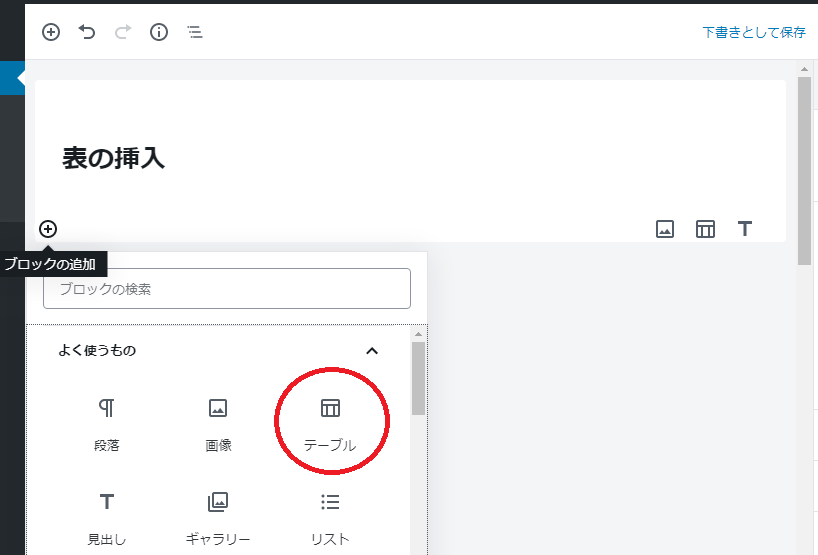 下書きとして保存
表の挿入
ブロックの追加
ブロックの検索
よく使うもの
段落
画像
テーブル
見出し
ギャラリー
リスト